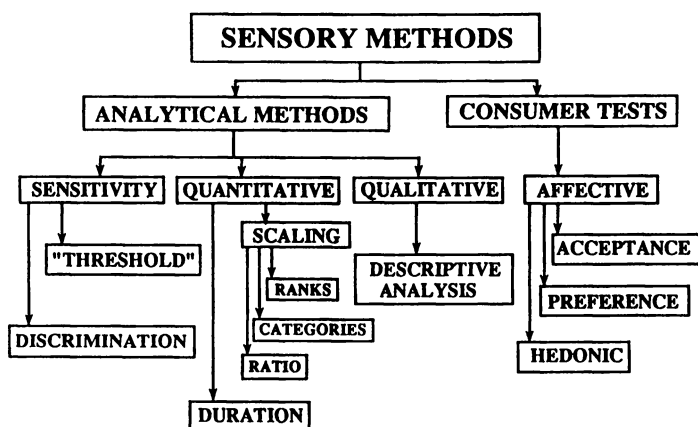 SENSORY METHODS
ANALYTICAL METHODS
CONSUMER TESTS
SENSITIVITY
QUANTITATIVE
QUALITATIVE
AFFECTIVE
"THRESHOLD"
SCALING
DESCRIPTIVE
ANALYSIS
ACCEPTANCE
RANKS
PREFERENCE
DISCRIMINATION
CATEGORIES
HEDONIC
RATIO
DURATION